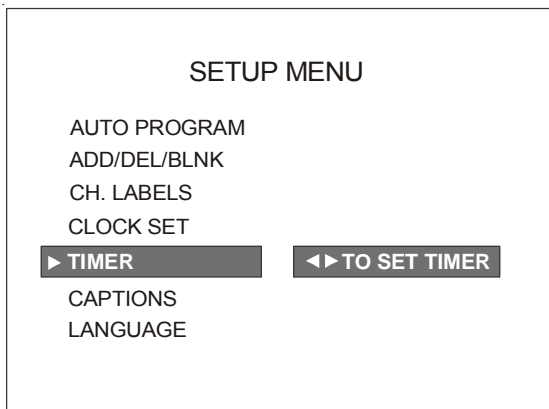 SETUP MENU
AUTO PROGRAM
ADD/DEL/BLNK
CH. LABELS
CLOCK SET
▶ TIMER ◀▶ TO SET TIMER
CAPTIONS
LANGUAGE